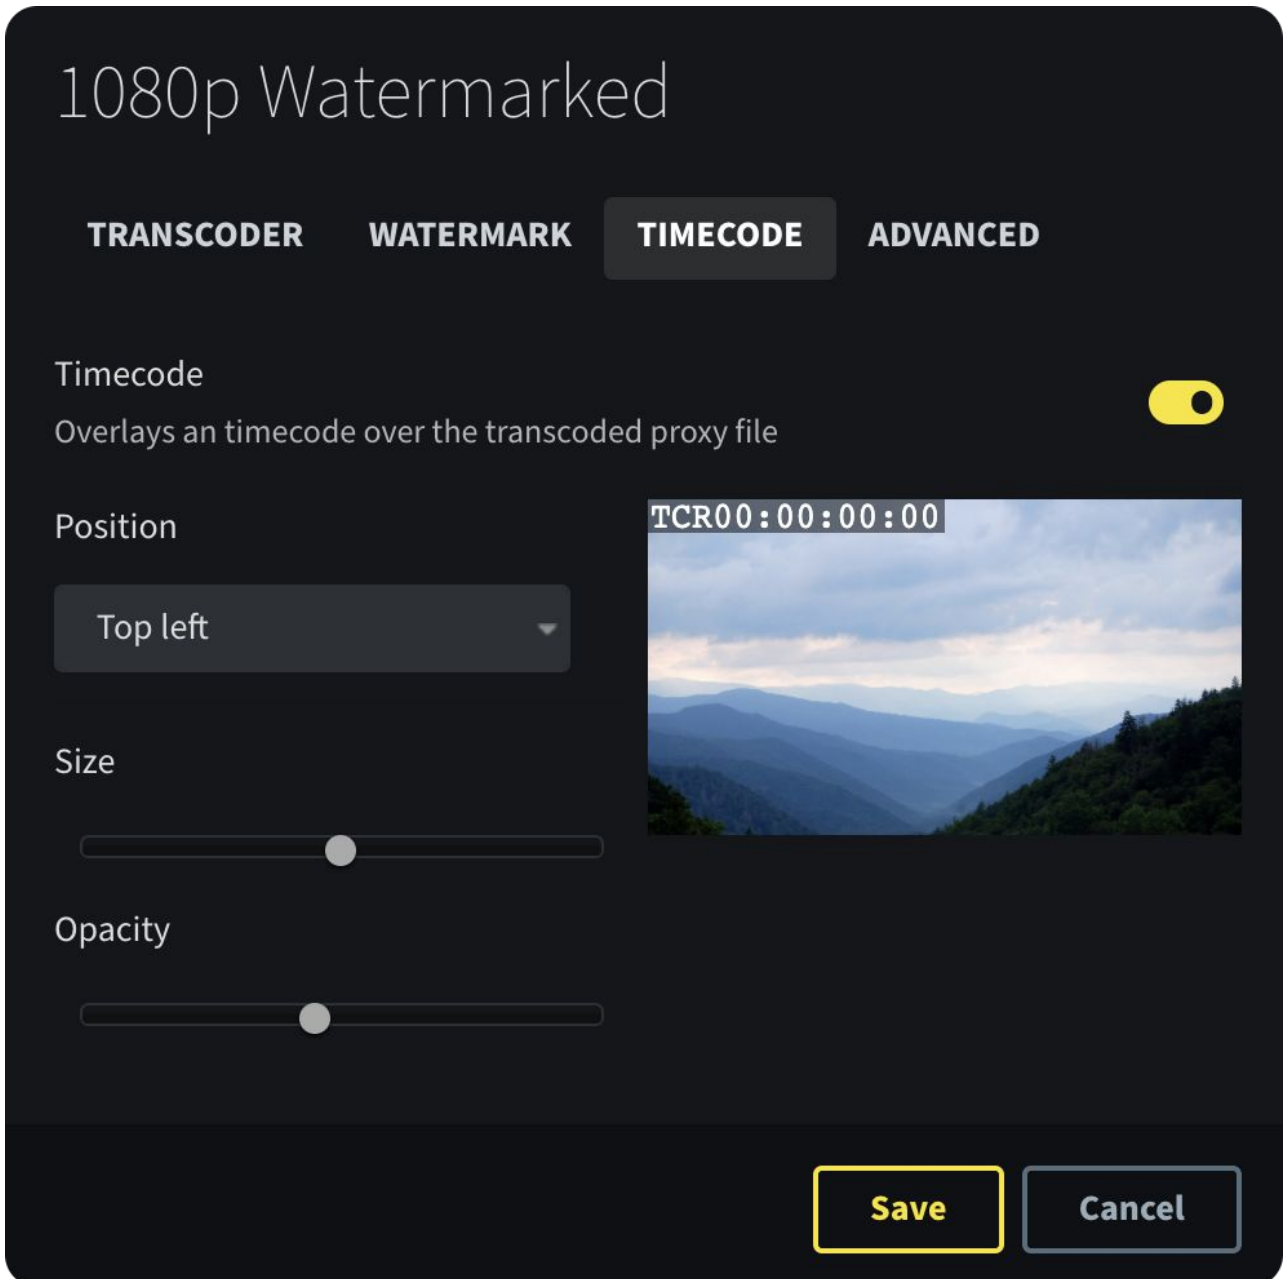 1080p Watermarked
TRANSCODER WATERMARK TIMECODE ADVANCED
Timecode
Overlays an timecode over the transcoded proxy file
Position
TCR00:00:00:00
Top left
Size
Opacity
Save Cancel